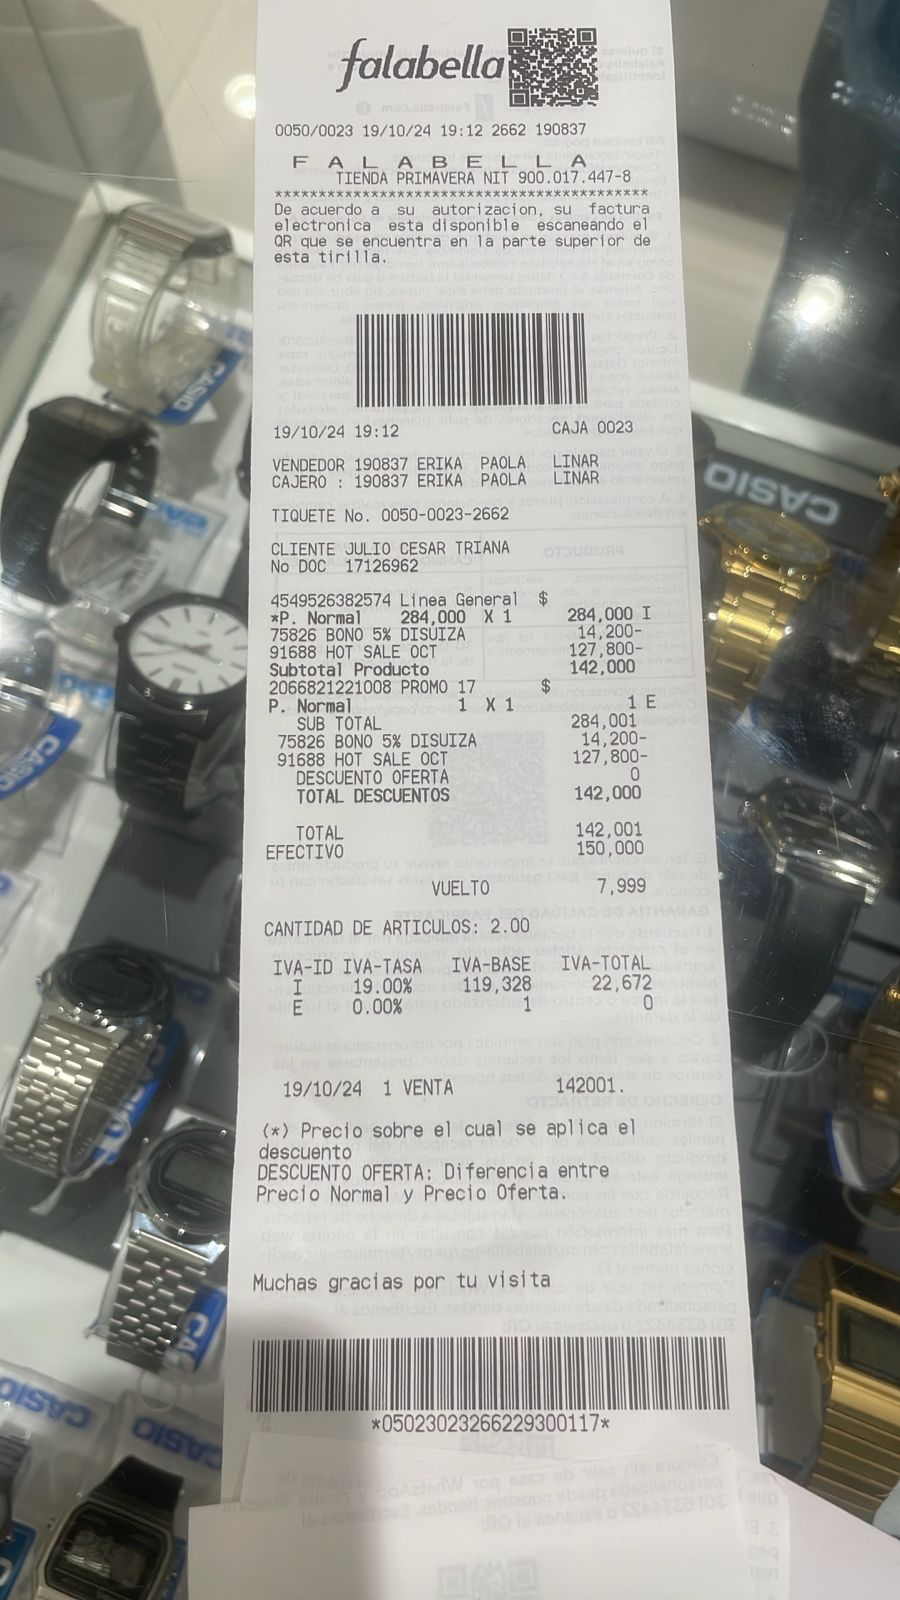 falabella
0050/0023 19/10/24 19:12 2662 190837
F A L A B E L L A
TIENDA PRIMAVERA NIT 900.017.447-8
******************************************
De acuerdo a su autorizacion, su factura
electronica esta disponible escaneando el
QR que se encuentra en la parte superior de
esta tirilla.
19/10/24 19:12 CAJA 0023
VENDEDOR 190837 ERIKA PAOLA LINAR
CAJERO : 190837 ERIKA PAOLA LINAR
TIQUETE No. 0050-0023-2662
CLIENTE JULIO CESAR TRIANA
No DOC 17126962
4549526382574 Linea General $
*P. Normal 284,000 X 1 284,000 I
75826 BONO 5% DISUIZA 14,200-
91688 HOT SALE OCT 127,800-
Subtotal Producto 142,000
2066821221008 PROMO 17 $
P. Normal 1 X 1 1 E
SUB TOTAL 284,001
75826 BONO 5% DISUIZA 14,200-
91688 HOT SALE OCT 127,800-
DESCUENTO OFERTA 0
TOTAL DESCUENTOS 142,000
TOTAL 142,001
EFECTIVO 150,000
VUELTO 7,999
CANTIDAD DE ARTICULOS: 2.00
IVA-ID IVA-TASA IVA-BASE IVA-TOTAL
I 19.00% 119,328 22,672
E 0.00% 1 0
19/10/24 1 VENTA 142001.
(*) Precio sobre el cual se aplica el
descuento
DESCUENTO OFERTA: Diferencia entre
Precio Normal y Precio Oferta.
Muchas gracias por tu visita
*05023023266229300117*
CASIO
CASIO
CASIO
CASIO